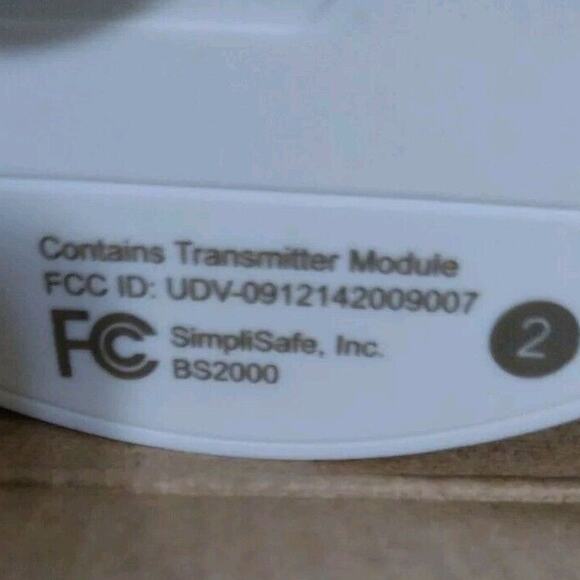 Contains Transmitter Module
FCC ID: UDV-0912142009007
FC SimpliSafe, Inc.
BS2000
2